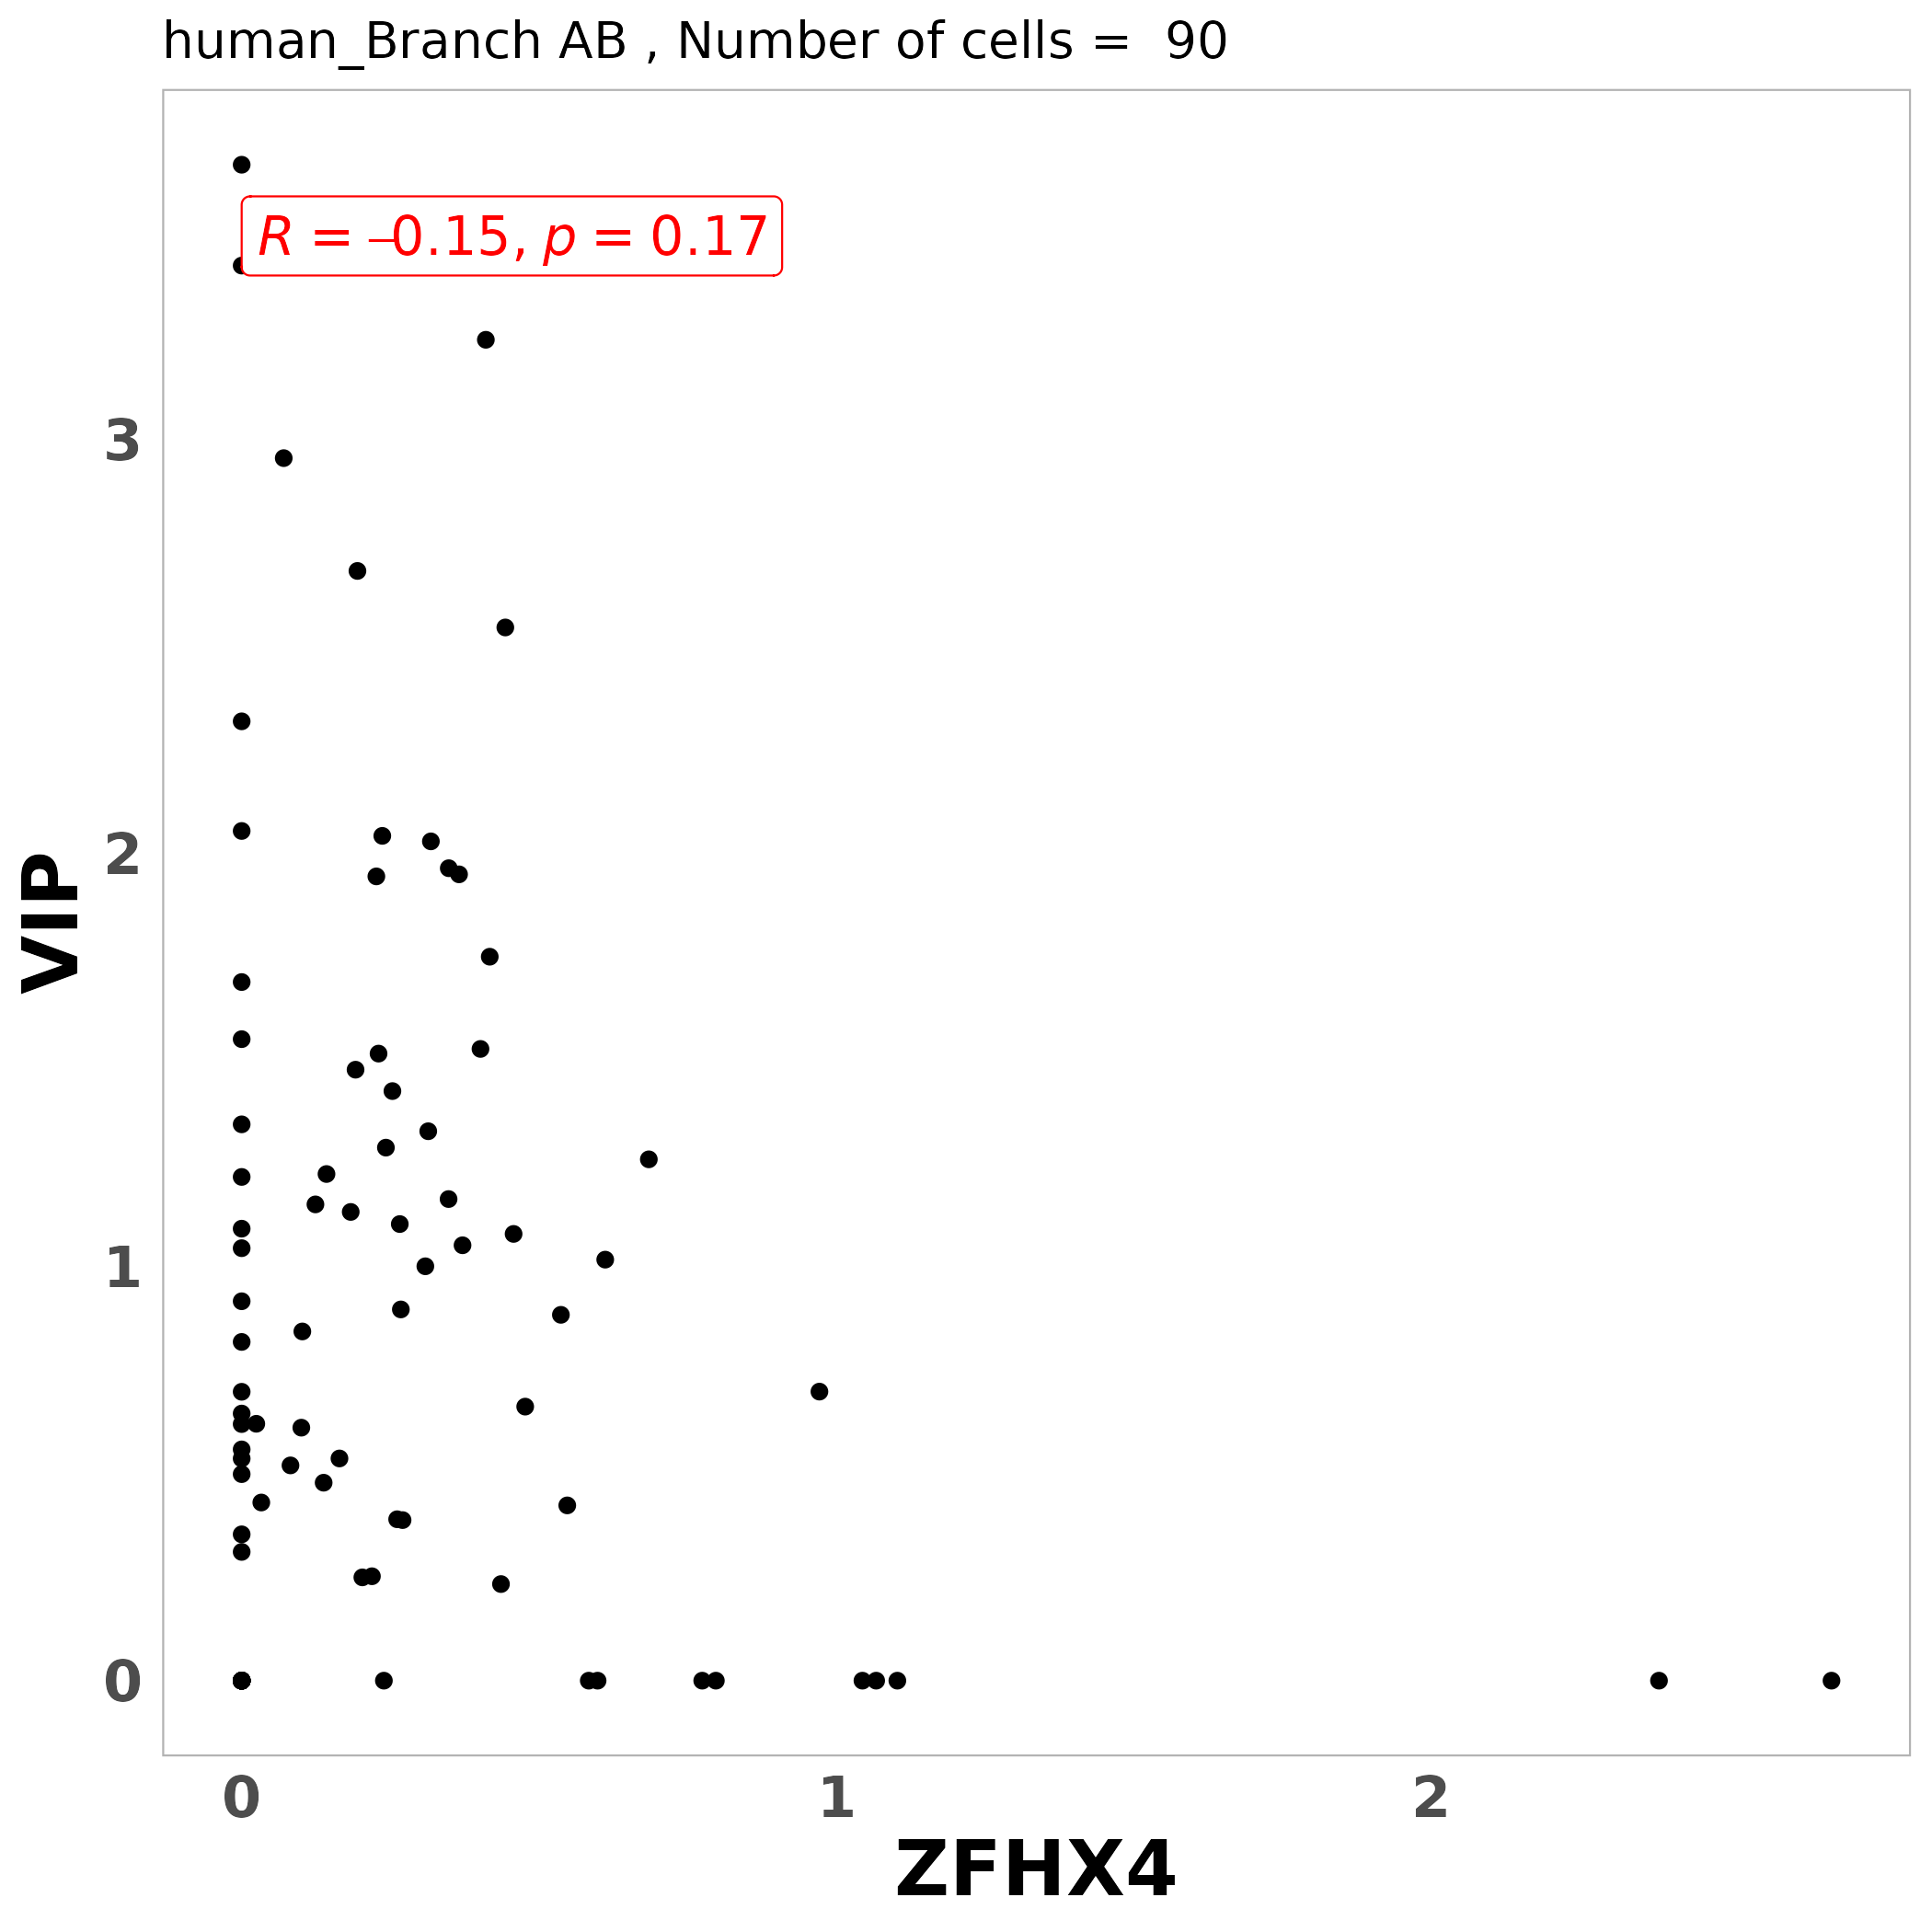 human_Branch AB , Number of cells =  90
R = –0.15, p = 0.17
3
2
1
0
VIP
0 1 2
ZFHX4